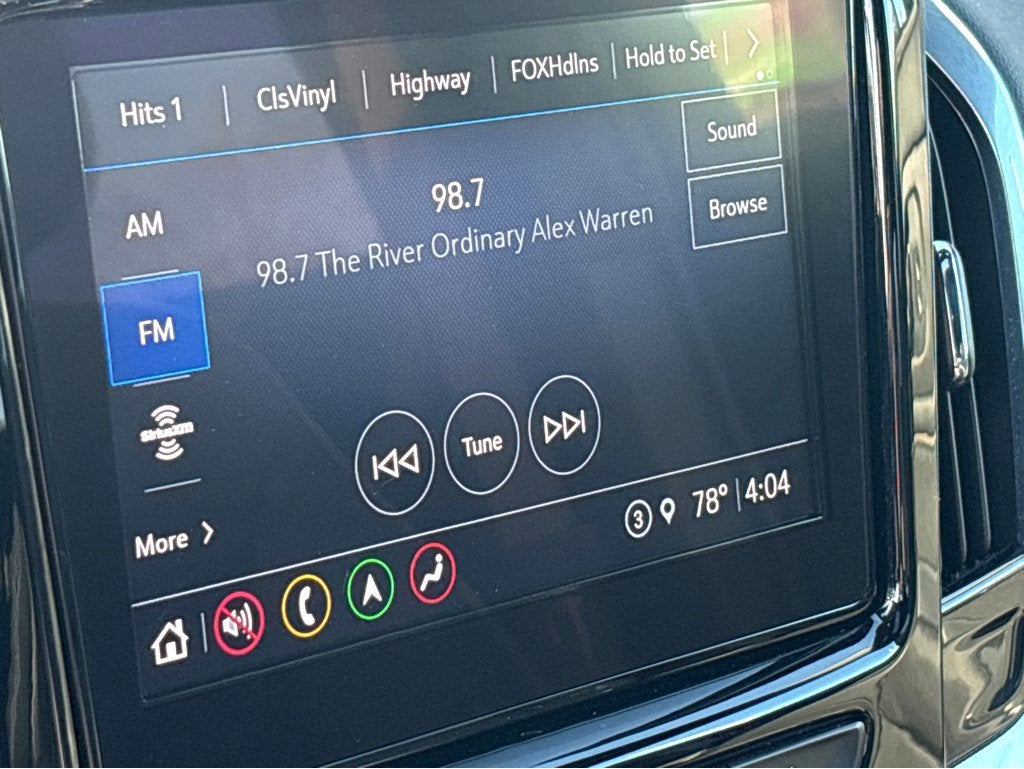 Hits 1 | ClsVinyl | Highway | FOXHdlns | Hold to Set |
Sound
AM
98.7
Browse
98.7 The River Ordinary Alex Warren
FM
SiriusXM
Tune
More
3 78° | 4:04